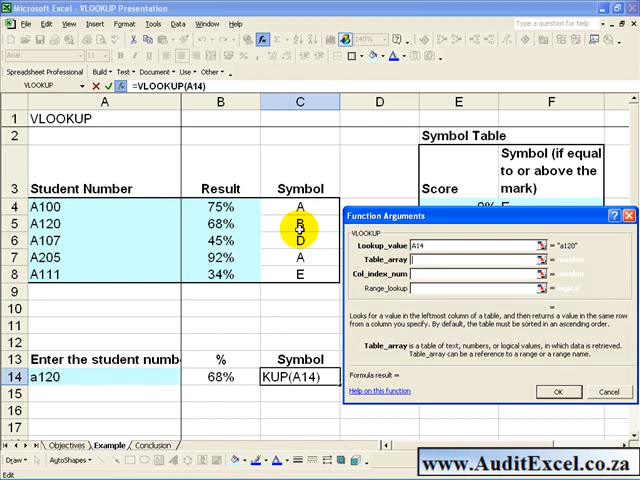 Microsoft Excel - VLOOKUP Presentation
File Edit View Insert Format Tools Data Window Help
Type a question for help
140%
Arial
Spreadsheet Professional Build Test Document Use Other
VLOOKUP =VLOOKUP(A14)
A B C D E F
1 VLOOKUP
2 Symbol Table
3 Student Number Result Symbol Score Symbol (if equal to or above the mark)
4 A100 75% A
5 A120 68% B
6 A107 45% D
7 A205 92% A
8 A111 34% E
9
10
11
12
13 Enter the student numb % Symbol
14 a120 68% KUP(A14)
15
16
17
Function Arguments
VLOOKUP
Lookup_value A14 = "a120"
Table_array = number
Col_index_num = number
Range_lookup = logical
=
Looks for a value in the leftmost column of a table, and then returns a value in the same row
from a column you specify. By default, the table must be sorted in an ascending order.
Table_array is a table of text, numbers, or logical values, in which data is retrieved.
Table_array can be a reference to a range or a range name.
Formula result =
Help on this function OK Cancel
Objectives Example Conclusion
Draw AutoShapes
Edit
www.AuditExcel.co.za